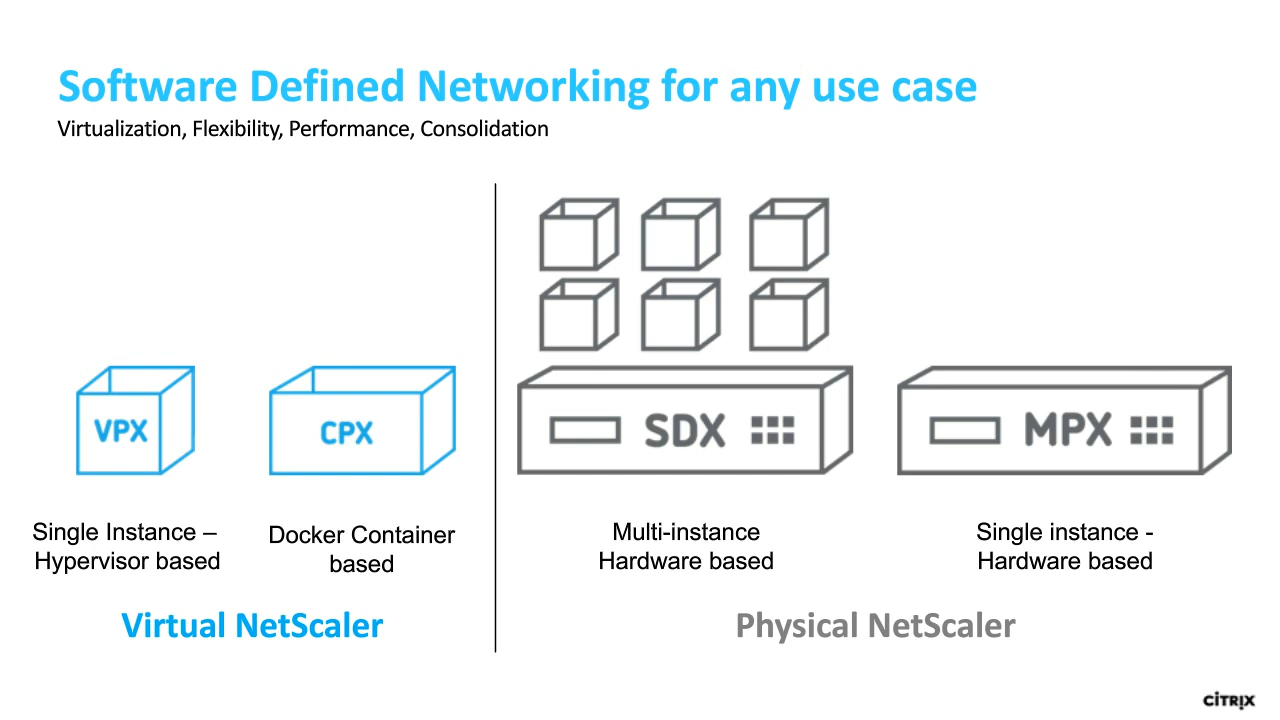 Software Defined Networking for any use case
Virtualization, Flexibility, Performance, Consolidation
VPX
CPX
SDX
MPX
Single Instance –
Hypervisor based
Docker Container
based
Multi-instance
Hardware based
Single instance -
Hardware based
Virtual NetScaler
Physical NetScaler
CITRIX